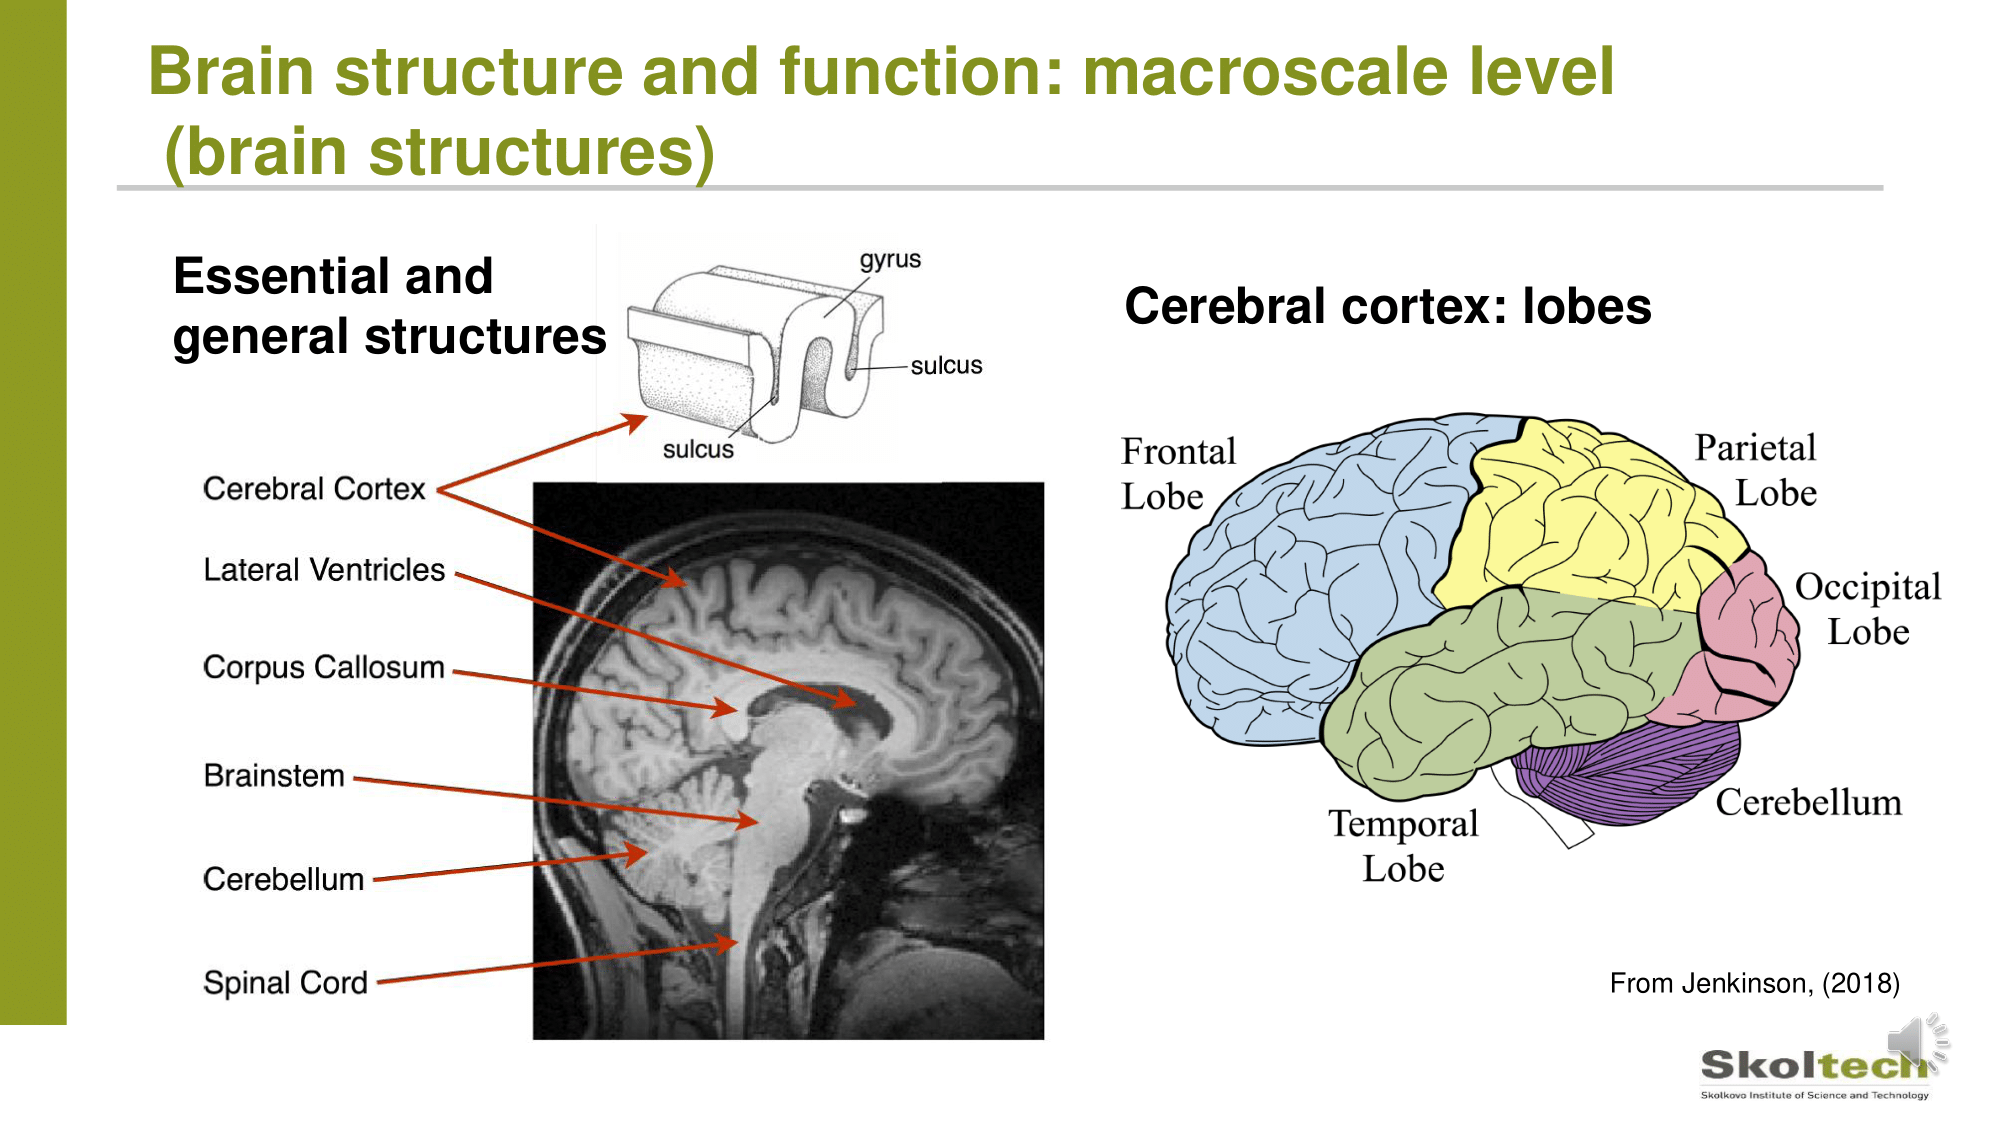 Brain structure and function: macroscale level
(brain structures)
Essential and
general structures
gyrus
sulcus
sulcus
Cerebral Cortex
Lateral Ventricles
Corpus Callosum
Brainstem
Cerebellum
Spinal Cord
Cerebral cortex: lobes
Frontal
Lobe
Parietal
Lobe
Occipital
Lobe
Temporal
Lobe
Cerebellum
From Jenkinson, (2018)
Skoltech
Skolkovo Institute of Science and Technology